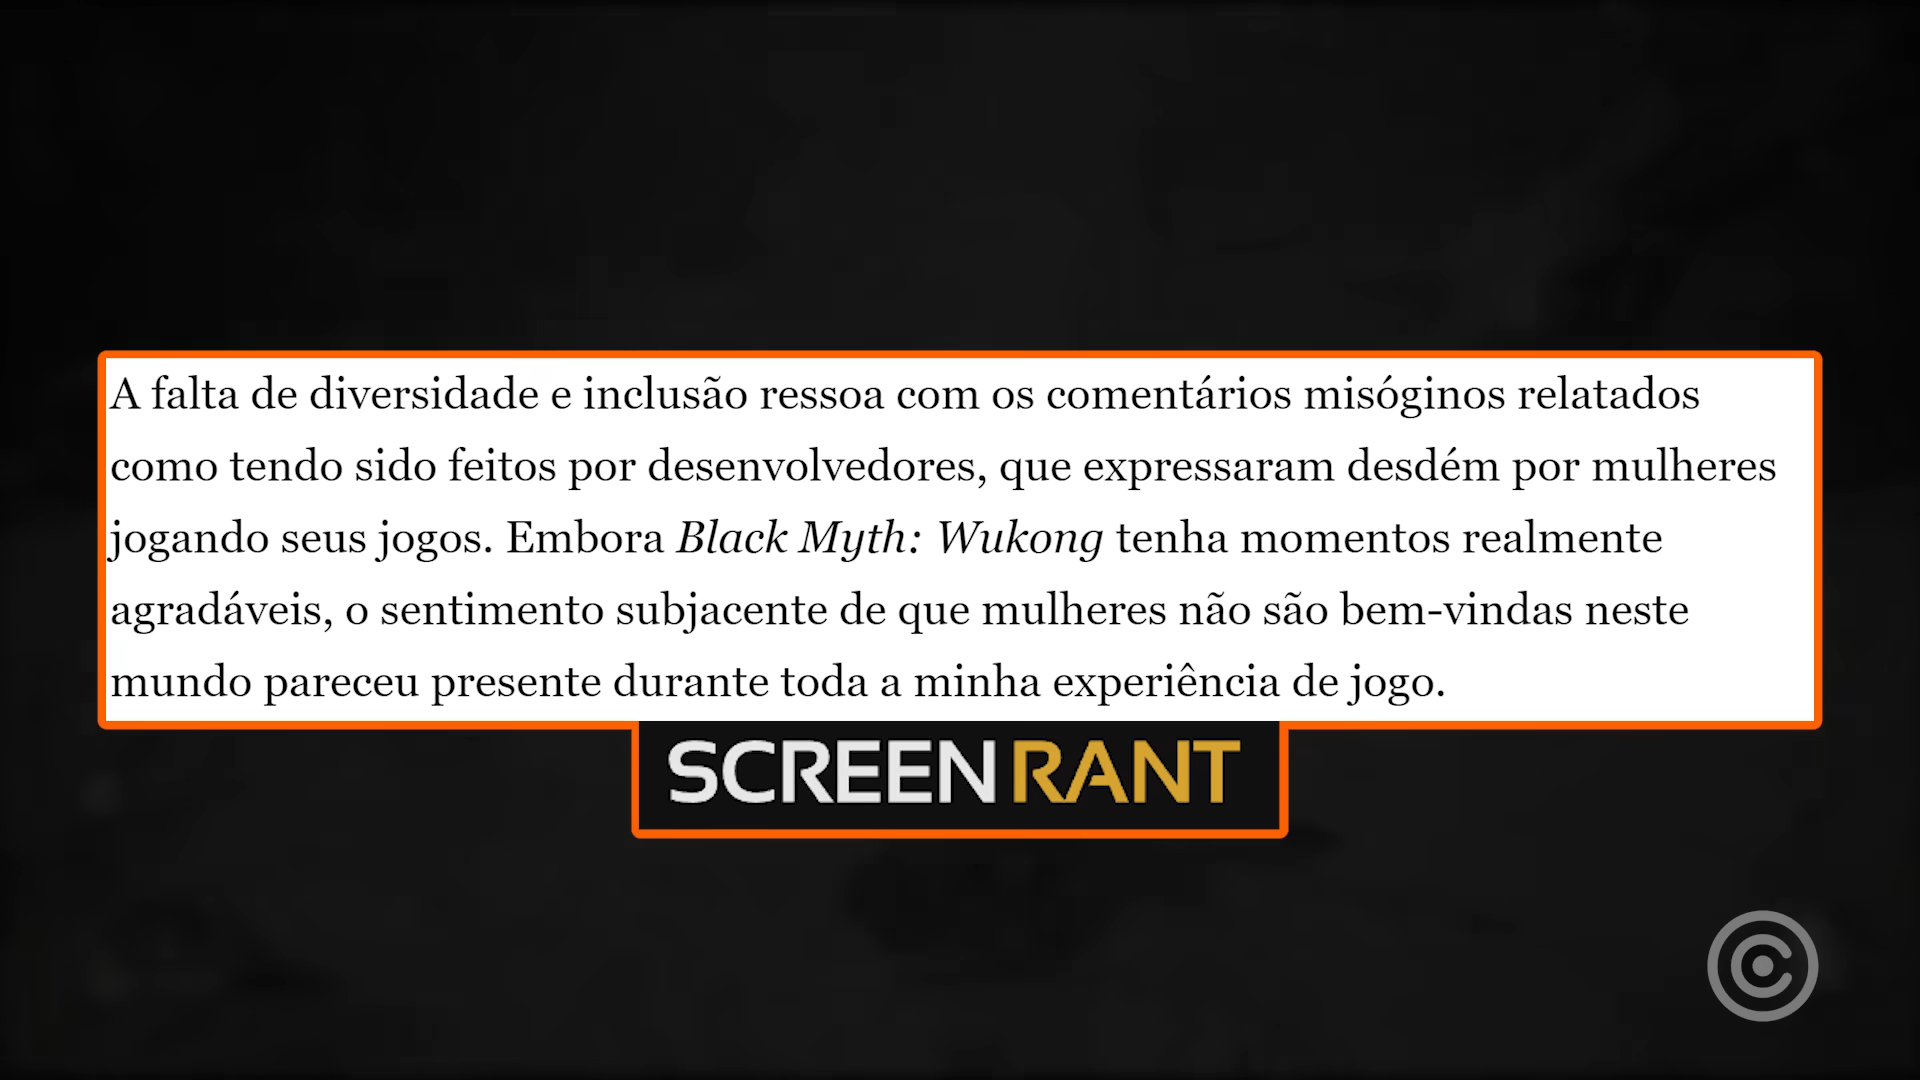 A falta de diversidade e inclusão ressoa com os comentários misóginos relatados
como tendo sido feitos por desenvolvedores, que expressaram desdém por mulheres
jogando seus jogos. Embora Black Myth: Wukong tenha momentos realmente
agradáveis, o sentimento subjacente de que mulheres não são bem-vindas neste
mundo pareceu presente durante toda a minha experiência de jogo.
SCREENRANT